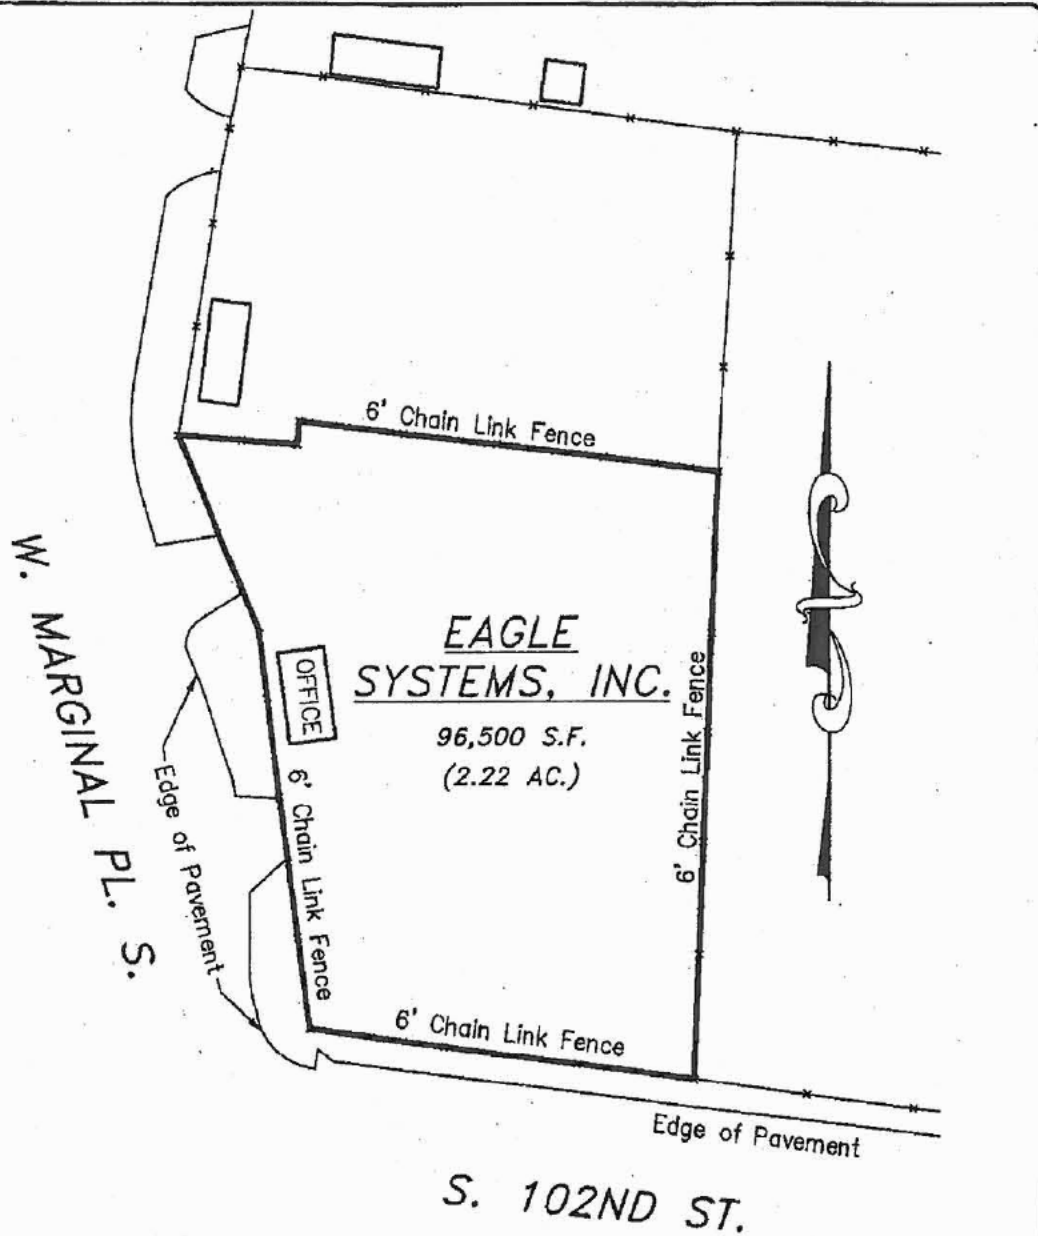 6' Chain Link Fence
EAGLE
SYSTEMS, INC.
96,500 S.F.
(2.22 AC.)
OFFICE
6' Chain Link Fence
6' Chain Link Fence
6' Chain Link Fence
W. MARGINAL PL. S.
Edge of Pavement
Edge of Pavement
S. 102ND ST.